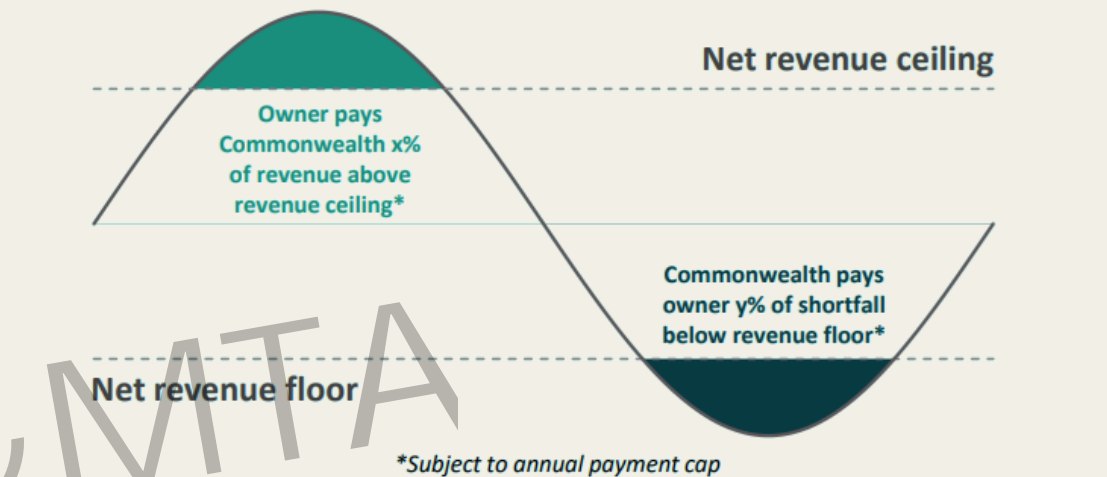 Net revenue ceiling
Owner pays
Commonwealth x%
of revenue above
revenue ceiling*
Commonwealth pays
owner y% of shortfall
below revenue floor*
Net revenue floor
MTA
*Subject to annual payment cap